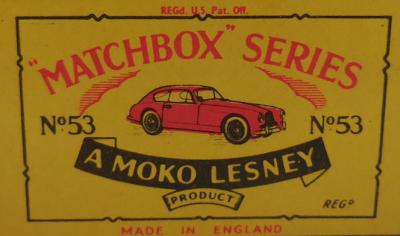 REGd. U.S. Pat. Off.
"MATCHBOX" SERIES
Nº53 Nº53
A MOKO LESNEY
PRODUCT
REGD
MADE IN ENGLAND